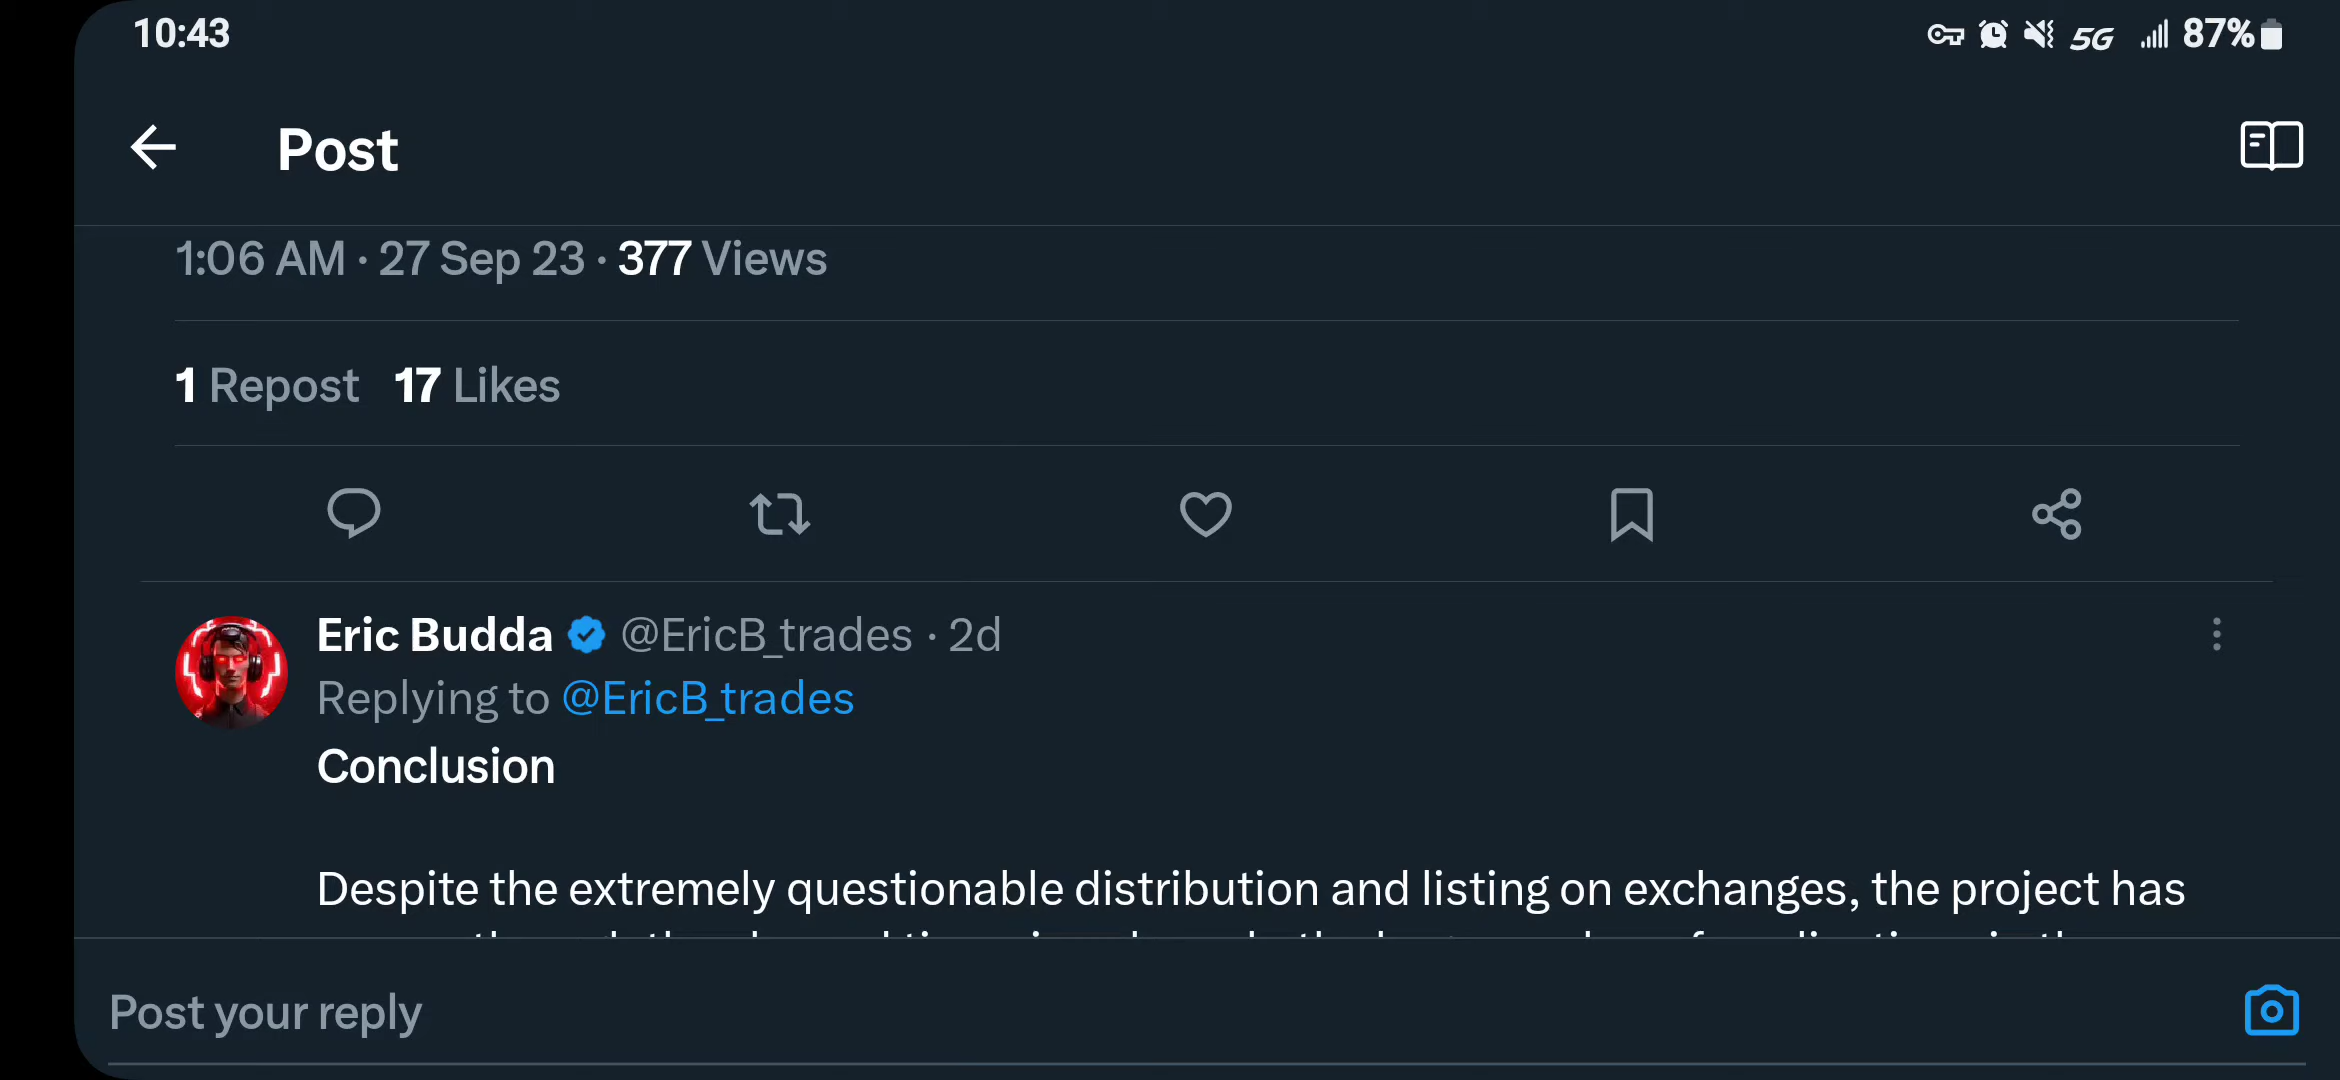 10:43
5G 87%
Post
1:06 AM · 27 Sep 23 · 377 Views
1 Repost 17 Likes
Eric Budda @EricB_trades · 2d
Replying to @EricB_trades
Conclusion
Despite the extremely questionable distribution and listing on exchanges, the project has
Post your reply